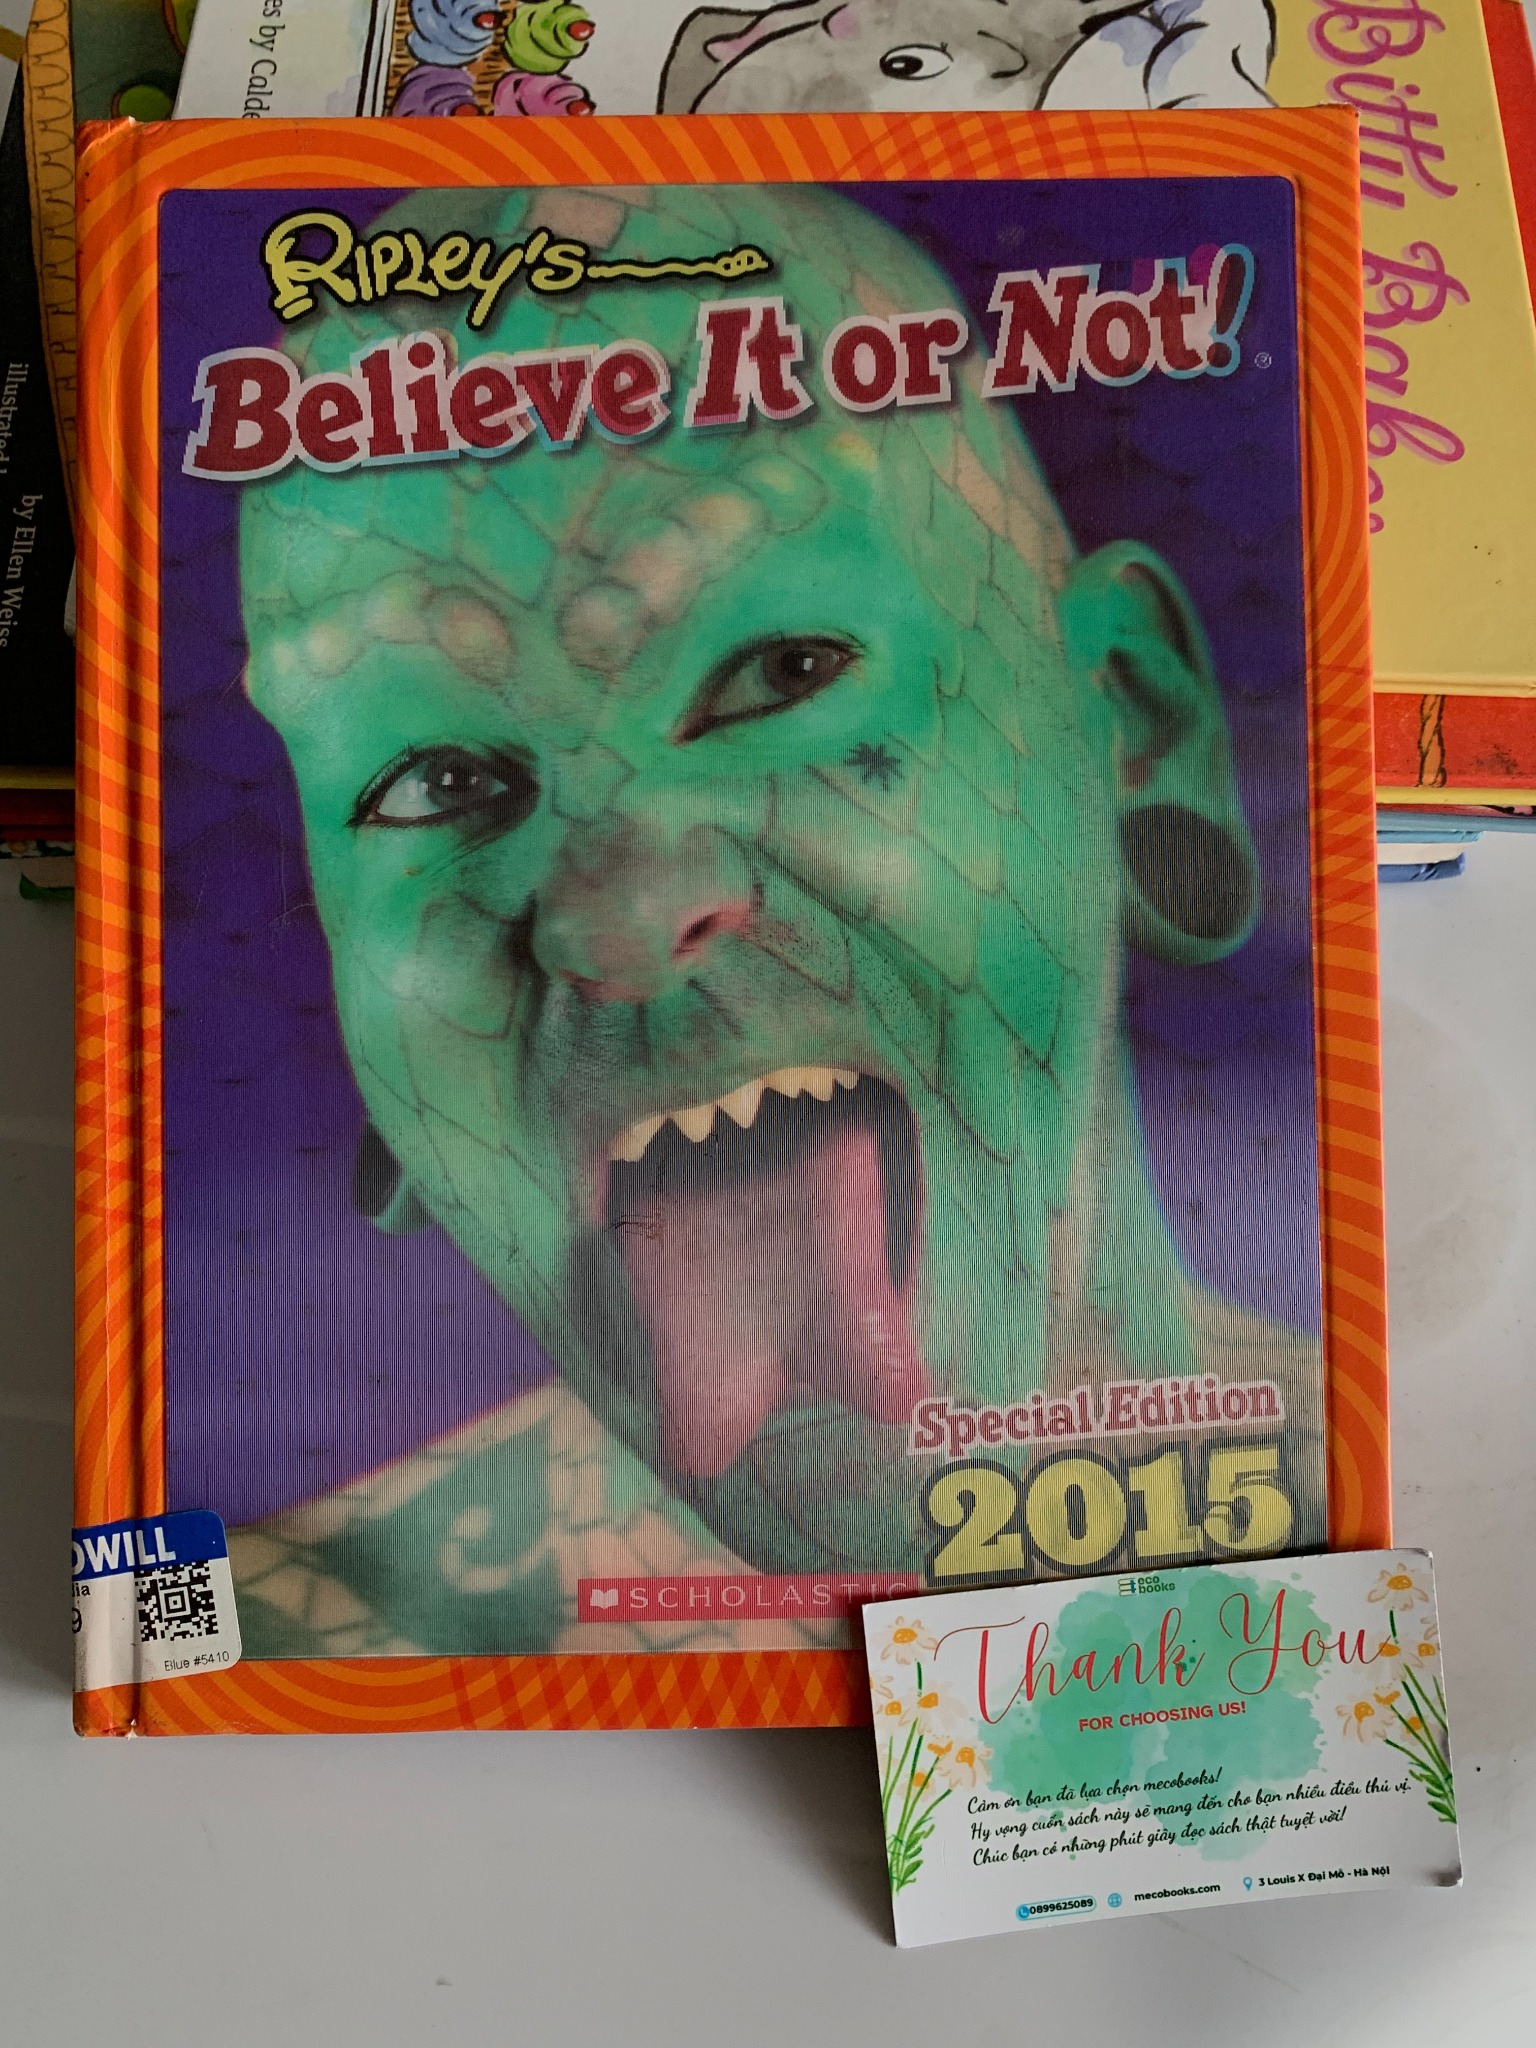 es by Calde
Bitty Baker
illustrated b
by Ellen Weiss
RIPLEY'S
Believe It or Not!
®
Special Edition
2015
SCHOLASTIC
DWILL
dia
9
Blue #5410
eco
books
Thank You
FOR CHOOSING US!
Cảm ơn bạn đã lựa chọn mecobooks!
Hy vọng cuốn sách này sẽ mang đến cho bạn nhiều điều thú vị.
Chúc bạn có những phút giây đọc sách thật tuyệt vời!
0899625089
mecobooks.com
3 Louis X Đại Mỗ - Hà Nội